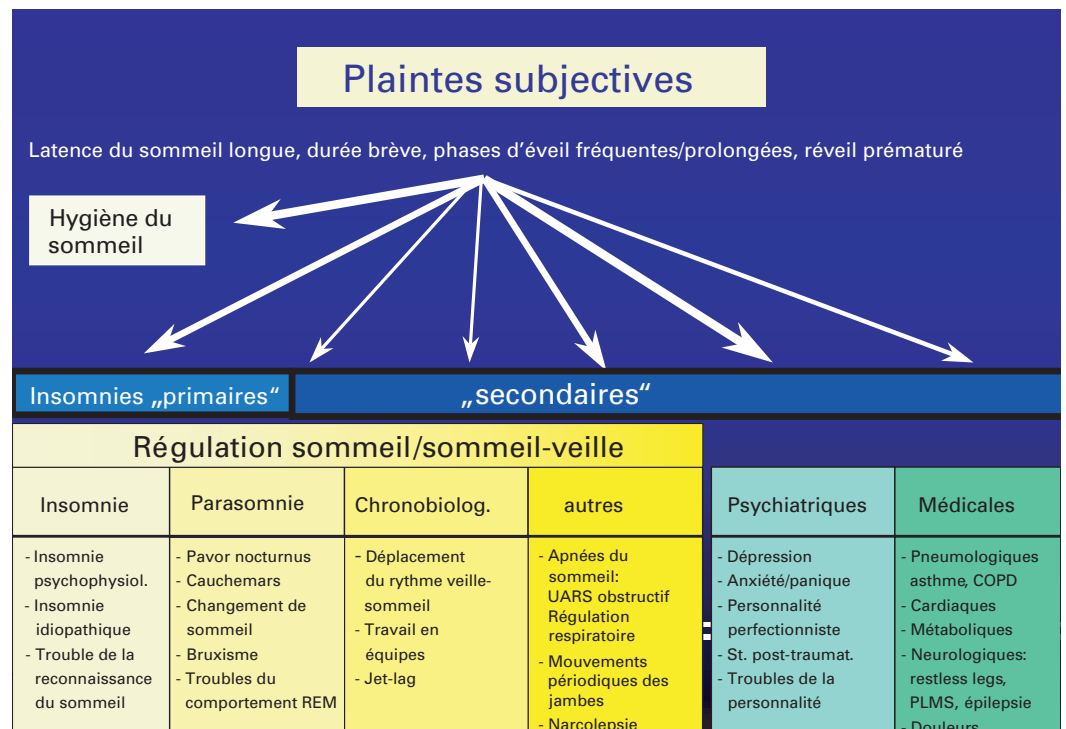 Plaintes subjectives
Latence du sommeil longue, durée brève, phases d'éveil fréquentes/prolongées, réveil prématuré
Hygiène du
sommeil
Insomnies „primaires“
„secondaires“
Régulation sommeil/sommeil-veille
Insomnie
- Insomnie
psychophysiol.
- Insomnie
idiopathique
- Trouble de la
reconnaissance
du sommeil
Parasomnie
- Pavor nocturnus
- Cauchemars
- Changement de
sommeil
- Bruxisme
- Troubles du
comportement REM
Chronobiolog.
- Déplacement
du rythme veille-
sommeil
- Travail en
équipes
- Jet-lag
autres
- Apnées du
sommeil:
UARS obstructif
Régulation
respiratoire
- Mouvements
périodiques des
jambes
- Narcolepsie
Psychiatriques
- Dépression
- Anxiété/panique
- Personnalité
perfectionniste
- St. post-traumat.
- Troubles de la
personnalité
Médicales
- Pneumologiques
asthme, COPD
- Cardiaques
- Métaboliques
- Neurologiques:
restless legs,
PLMS, épilepsie
- Douleurs